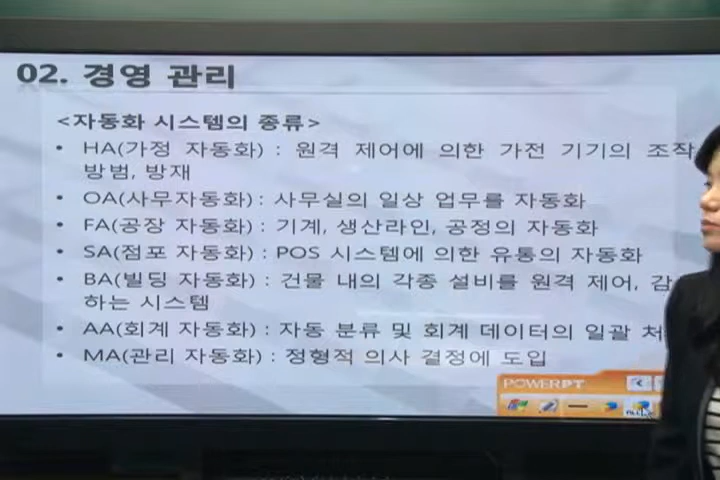 02. 경영 관리
<자동화 시스템의 종류>
• HA(가정 자동화) : 원격 제어에 의한 가전 기기의 조작
방범, 방재
• OA(사무자동화) : 사무실의 일상 업무를 자동화
• FA(공장 자동화) : 기계, 생산라인, 공정의 자동화
• SA(점포 자동화) : POS 시스템에 의한 유통의 자동화
• BA(빌딩 자동화) : 건물 내의 각종 설비를 원격 제어, 감
하는 시스템
• AA(회계 자동화) : 자동 분류 및 회계 데이터의 일괄 처
• MA(관리 자동화) : 정형적 의사 결정에 도입
POWERPT